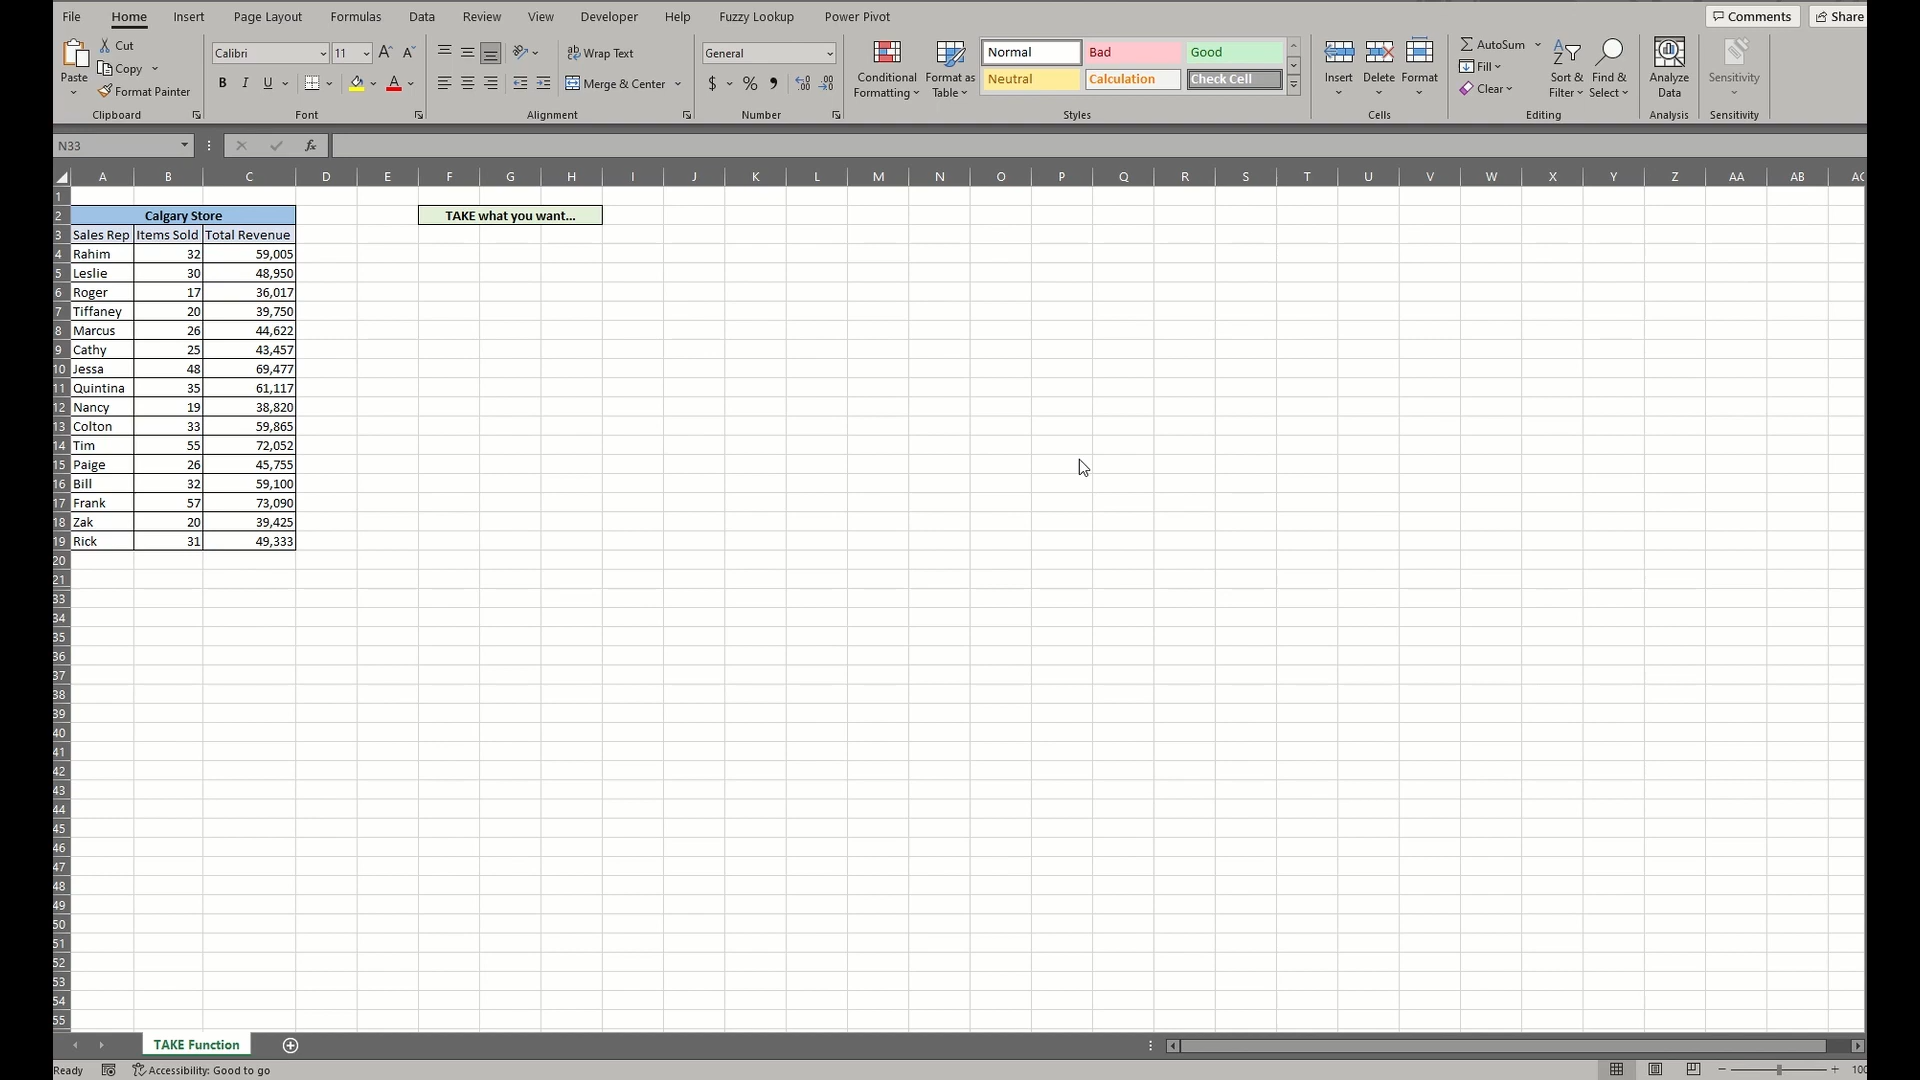 File Home Insert Page Layout Formulas Data Review View Developer Help Fuzzy Lookup Power Pivot Comments Share
Paste Cut Copy Format Painter Clipboard
Calibri 11 A A B I U A Font
Wrap Text Merge & Center Alignment
General $ % Number
Conditional Formatting Format as Table
Normal Bad Good
Neutral Calculation Check Cell
Styles
Insert Delete Format Cells
AutoSum Fill Clear
Sort & Filter Find & Select Editing
Analyze Data Analysis
Sensitivity Sensitivity
N33 fx
A B C D E F G H I J K L M N O P Q R S T U V W X Y Z AA AB AC
1
2 Calgary Store TAKE what you want...
3 Sales Rep Items Sold Total Revenue
4 Rahim 32 59,005
5 Leslie 30 48,950
6 Roger 17 36,017
7 Tiffaney 20 39,750
8 Marcus 26 44,622
9 Cathy 25 43,457
10 Jessa 48 69,477
11 Quintina 35 61,117
12 Nancy 19 38,820
13 Colton 33 59,865
14 Tim 55 72,052
15 Paige 26 45,755
16 Bill 32 59,100
17 Frank 57 73,090
18 Zak 20 39,425
19 Rick 31 49,333
20
21
33
34
35
36
37
38
39
40
41
42
43
44
45
46
47
48
49
50
51
52
53
54
55
TAKE Function
Ready Accessibility: Good to go 100